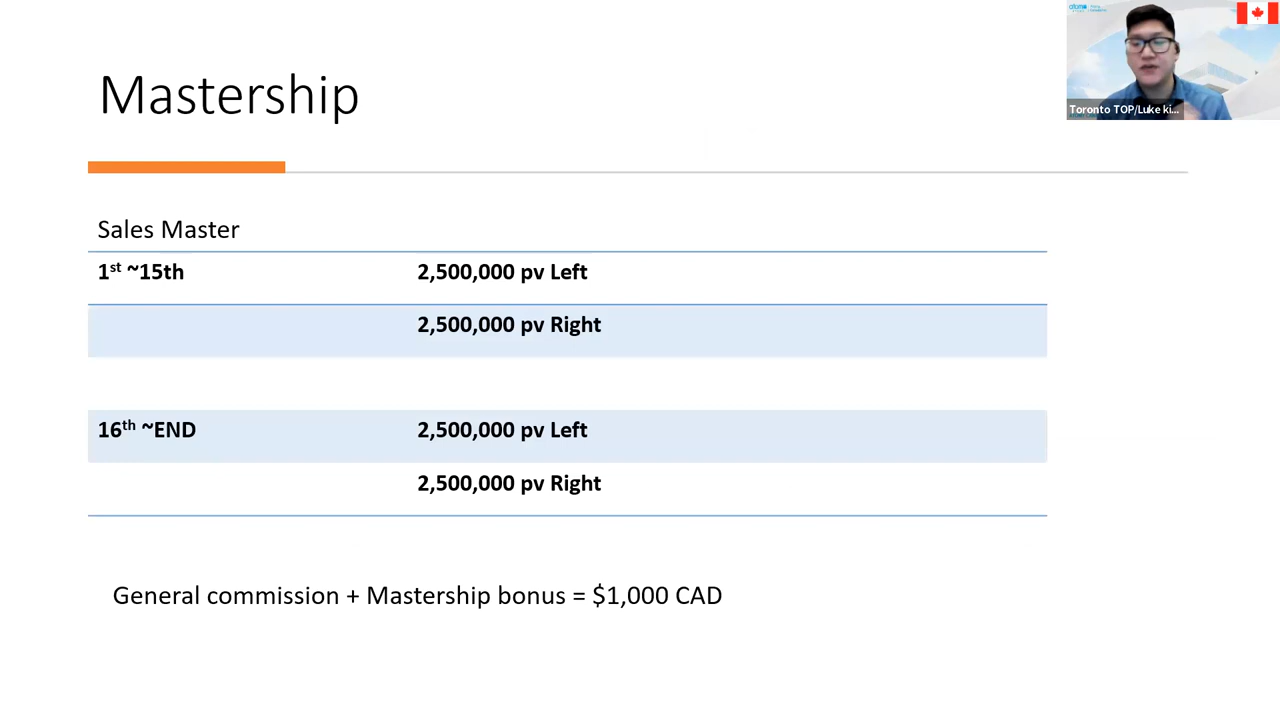 Mastership
atomy
Toronto TOP/Luke ki...
Sales Master
1st ~15th 2,500,000 pv Left
2,500,000 pv Right
16th ~END 2,500,000 pv Left
2,500,000 pv Right
General commission + Mastership bonus = $1,000 CAD